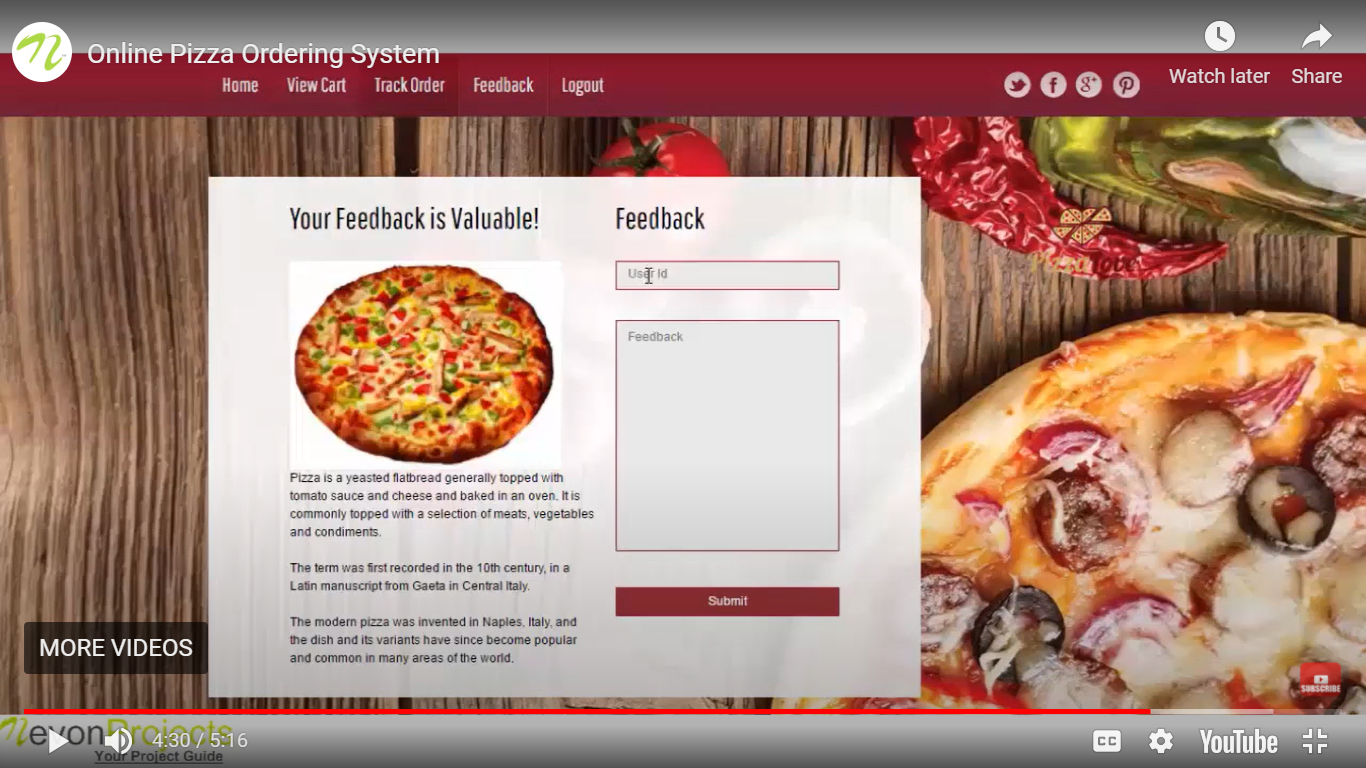 Online Pizza Ordering System
Watch later
Share
Home
View Cart
Track Order
Feedback
Logout
Your Feedback is Valuable!
Pizza is a yeasted flatbread generally topped with
tomato sauce and cheese and baked in an oven. It is
commonly topped with a selection of meats, vegetables
and condiments.
The term was first recorded in the 10th century, in a
Latin manuscript from Gaeta in Central Italy.
The modern pizza was invented in Naples, Italy, and
the dish and its variants have since become popular
and common in many areas of the world.
Feedback
User Id
Feedback
Submit
MORE VIDEOS
SUBSCRIBE
NevonProjects
Your Project Guide
4:30 / 5:16
CC
YouTube